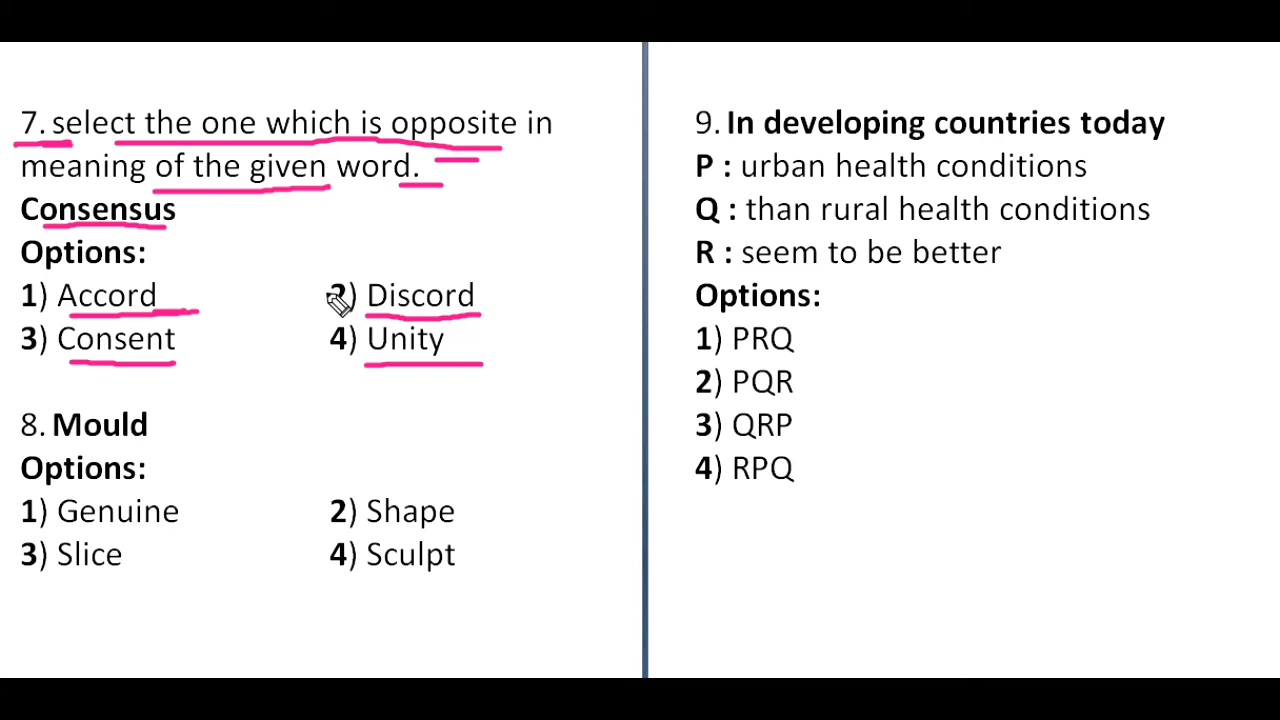 7. select the one which is opposite in
meaning of the given word.
Consensus
Options:
1) Accord 2) Discord
3) Consent 4) Unity
8. Mould
Options:
1) Genuine 2) Shape
3) Slice 4) Sculpt
9. In developing countries today
P : urban health conditions
Q : than rural health conditions
R : seem to be better
Options:
1) PRQ
2) PQR
3) QRP
4) RPQ